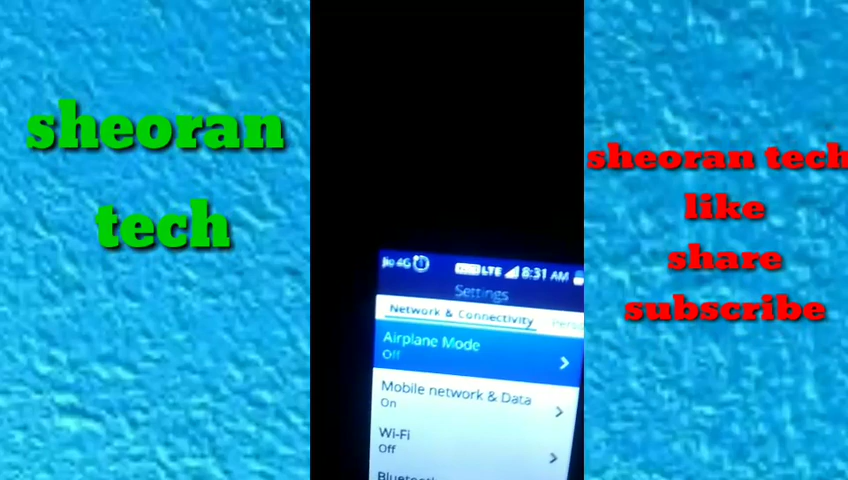 sheoran
tech
Jio 4G
LTE
8:31 AM
Settings
Network & Connectivity
Airplane Mode
Off
Mobile network & Data
On
Wi-Fi
Off
sheoran tech
like
share
subscribe